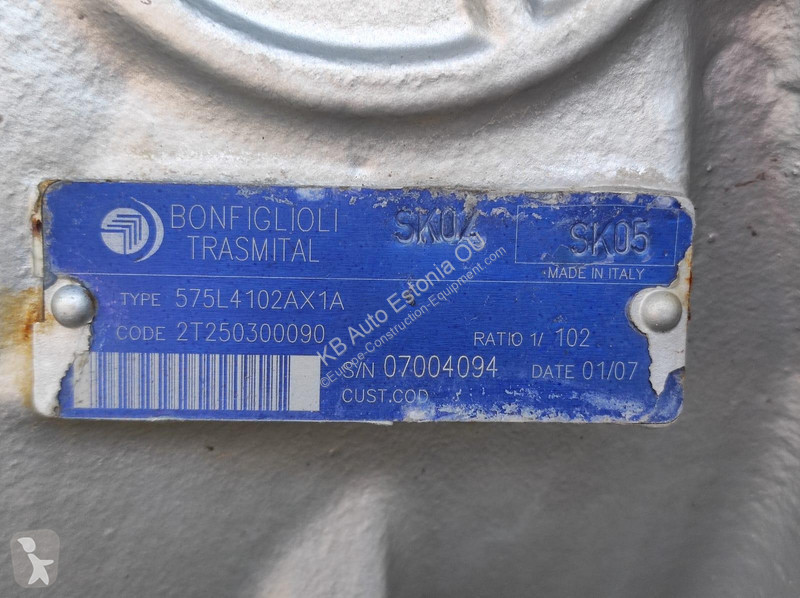 BONFIGLIOLI
TRASMITAL
SK04
SK05
MADE IN ITALY
TYPE 575L4102AX1A
CODE 2T250300090
RATIO 1/ 102
S/N 07004094
DATE 01/07
CUST.COD
KB Auto Estonia OÜ
©Europe-Construction-Equipment.com